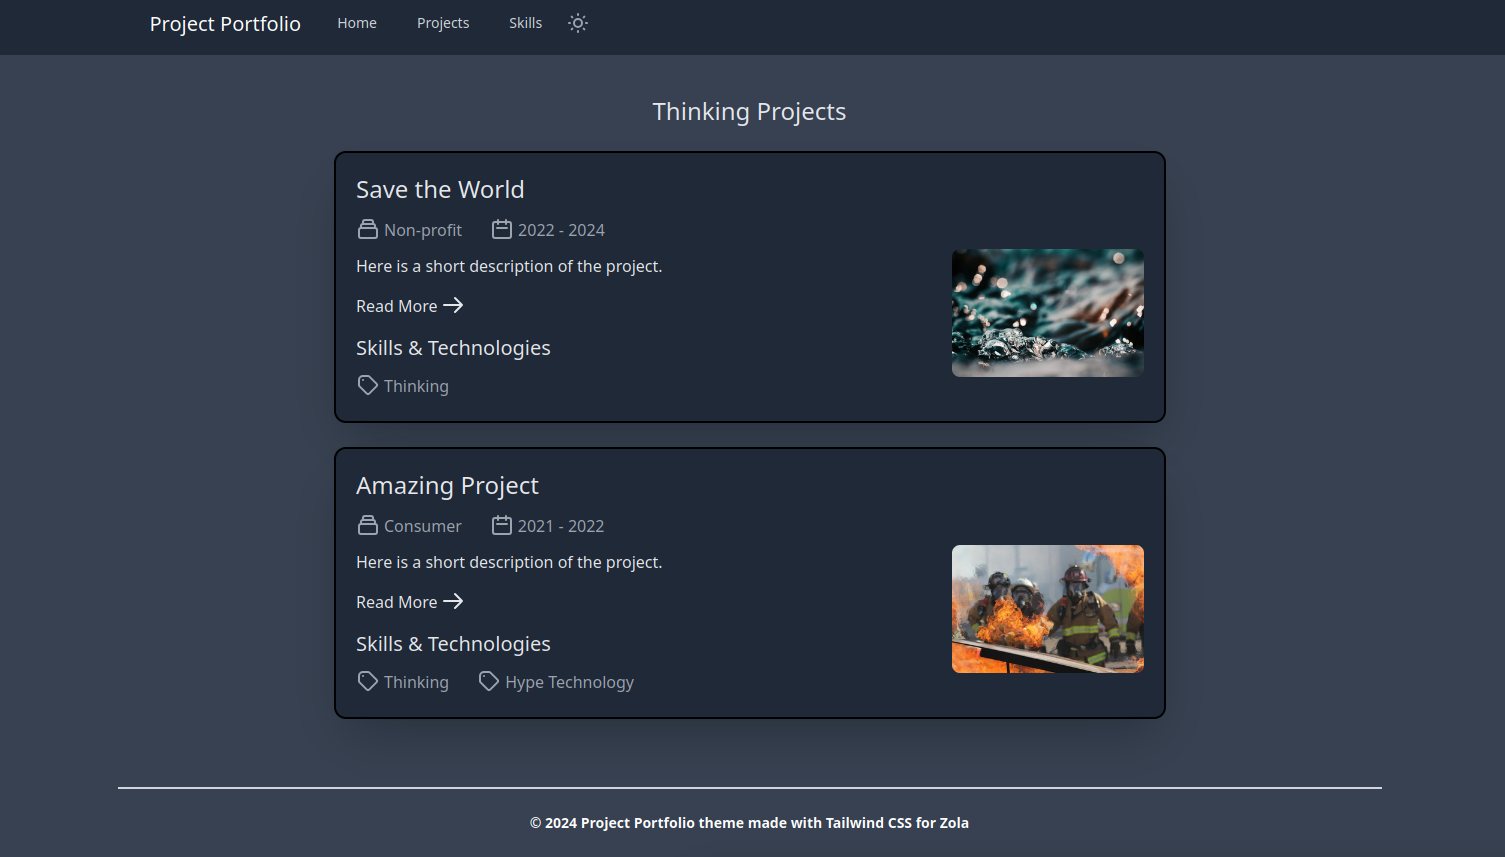 Project Portfolio Home Projects Skills
Thinking Projects
Save the World
Non-profit 2022 - 2024
Here is a short description of the project.
Read More
Skills & Technologies
Thinking
Amazing Project
Consumer 2021 - 2022
Here is a short description of the project.
Read More
Skills & Technologies
Thinking Hype Technology
© 2024 Project Portfolio theme made with Tailwind CSS for Zola